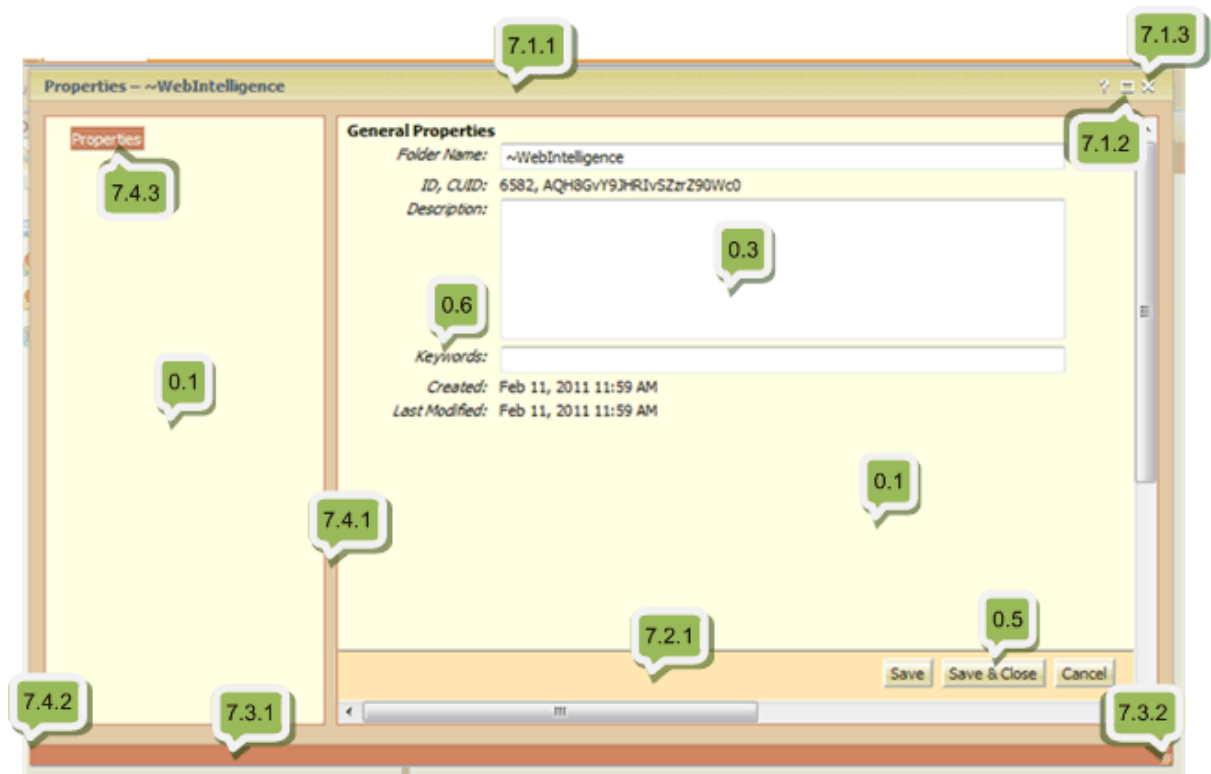 7.1.1
7.1.3
Properties – ~WebIntelligence
?
7.1.2
Properties
7.4.3
General Properties
Folder Name: ~WebIntelligence
ID, CUID: 6582, AQH8GvY9JHRIvSZzrZ90Wc0
Description:
0.3
0.6
Keywords:
0.1
Created: Feb 11, 2011 11:59 AM
Last Modified: Feb 11, 2011 11:59 AM
0.1
7.4.1
0.5
7.2.1
Save Save & Close Cancel
7.4.2
7.3.1
7.3.2